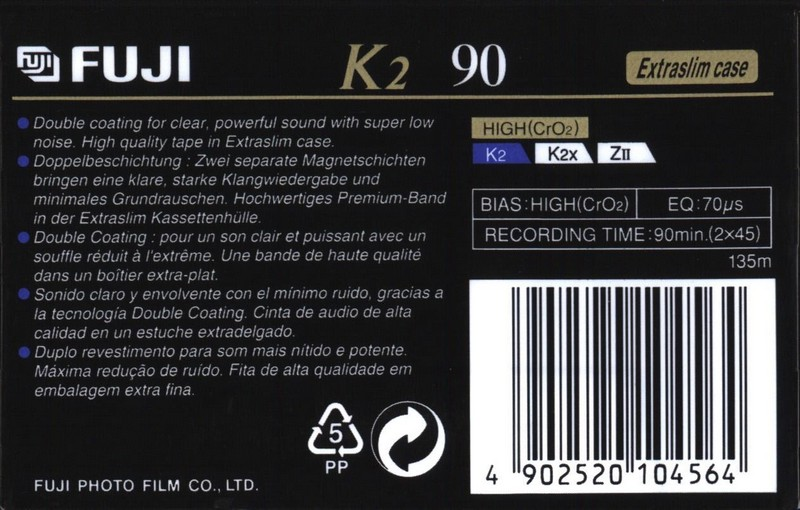 FUJI FUJI K2 90 Extraslim case
Double coating for clear, powerful sound with super low
noise. High quality tape in Extraslim case.
Doppelbeschichtung : Zwei separate Magnetschichten
bringen eine klare, starke Klangwiedergabe und
minimales Grundrauschen. Hochwertiges Premium-Band
in der Extraslim Kassettenhülle.
Double Coating : pour un son clair et puissant avec un
souffle réduit à l'extrême. Une bande de haute qualité
dans un boîtier extra-plat.
Sonido claro y envolvente con el mínimo ruido, gracias a
la tecnología Double Coating. Cinta de audio de alta
calidad en un estuche extradelgado.
Duplo revestimento para som mais nítido e potente.
Máxima redução de ruído. Fita de alta qualidade em
embalagem extra fina.
5
PP
FUJI PHOTO FILM CO., LTD.
HIGH(CrO2)
K2 K2x ZII
BIAS:HIGH(CrO2) EQ:70μs
RECORDING TIME:90min.(2×45)
135m
4 902520 104564